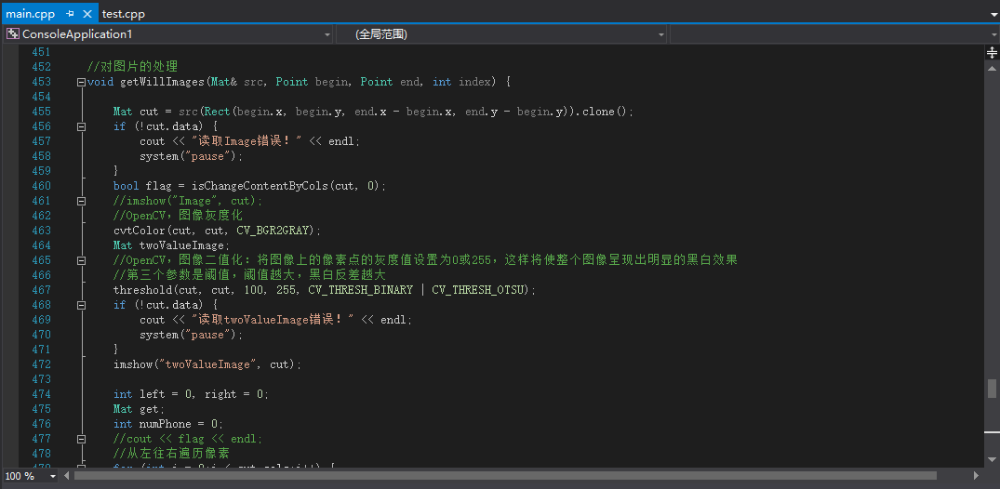 main.cpp test.cpp
ConsoleApplication1 (全局范围)
451
452 //对图片的处理
453 void getWillImages(Mat& src, Point begin, Point end, int index) {
454
455 Mat cut = src(Rect(begin.x, begin.y, end.x - begin.x, end.y - begin.y)).clone();
456 if (!cut.data) {
457 cout << "读取Image错误！" << endl;
458 system("pause");
459 }
460 bool flag = isChangeContentByCols(cut, 0);
461 //imshow("Image", cut);
462 //OpenCV，图像灰度化
463 cvtColor(cut, cut, CV_BGR2GRAY);
464 Mat twoValueImage;
465 //OpenCV，图像二值化：将图像上的像素点的灰度值设置为0或255，这样将使整个图像呈现出明显的黑白效果
466 //第三个参数是阈值，阈值越大，黑白反差越大
467 threshold(cut, cut, 100, 255, CV_THRESH_BINARY | CV_THRESH_OTSU);
468 if (!cut.data) {
469 cout << "读取twoValueImage错误！" << endl;
470 system("pause");
471 }
472 imshow("twoValueImage", cut);
473
474 int left = 0, right = 0;
475 Mat get;
476 int numPhone = 0;
477 //cout << flag << endl;
478 //从左往右遍历像素
100 %